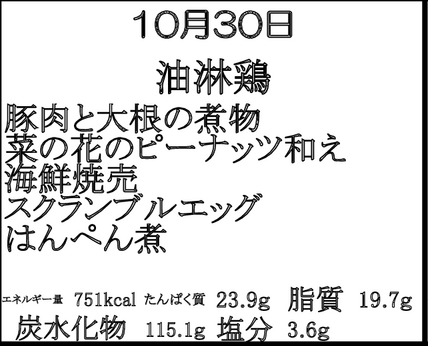 10月30日
油淋鶏
豚肉と大根の煮物
菜の花のピーナッツ和え
海鮮焼売
スクランブルエッグ
はんぺん煮
エネルギー量 751kcal たんぱく質 23.9g 脂質 19.7g
炭水化物 115.1g 塩分 3.6g